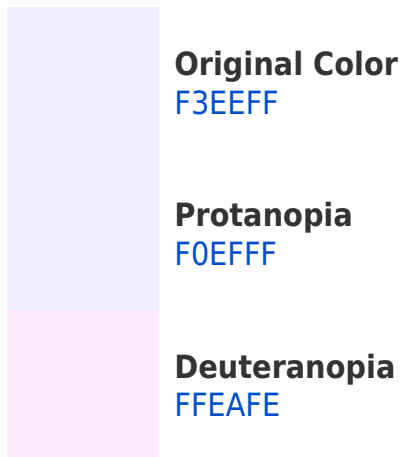 Original Color
F3EEFF
Protanopia
F0EFFF
Deuteranopia
FFEAFE